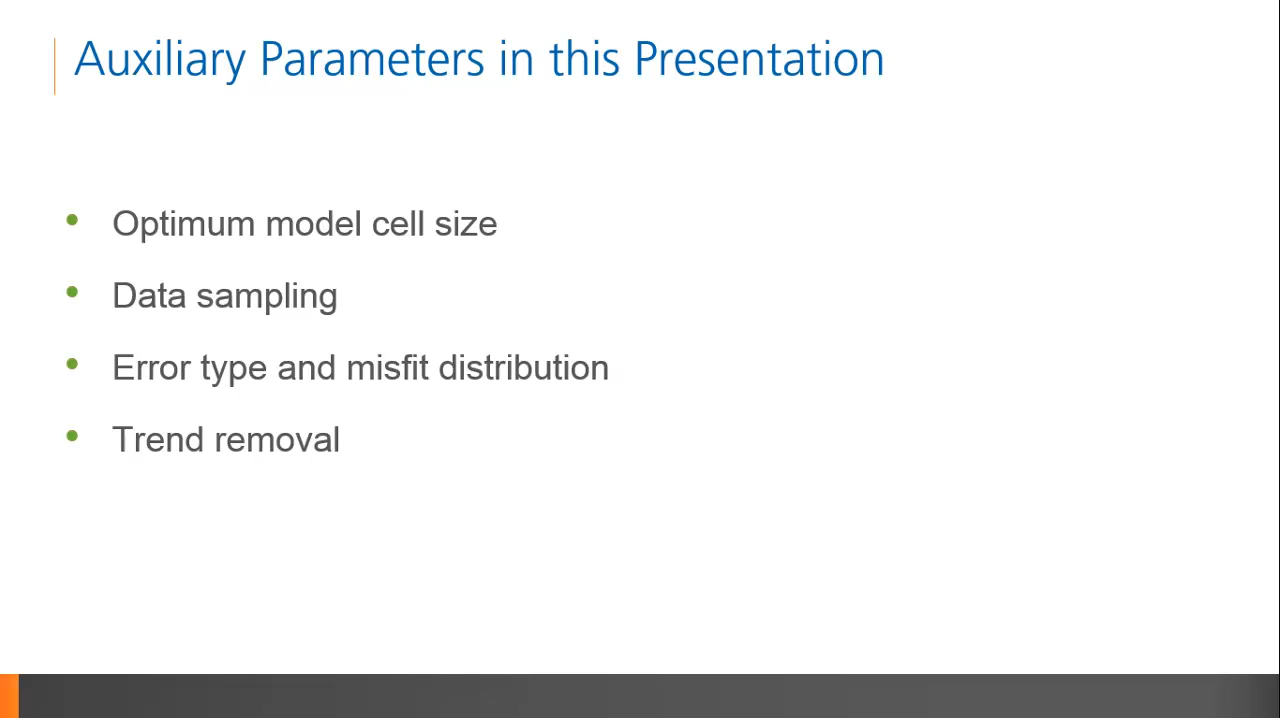 Auxiliary Parameters in this Presentation
• Optimum model cell size
• Data sampling
• Error type and misfit distribution
• Trend removal